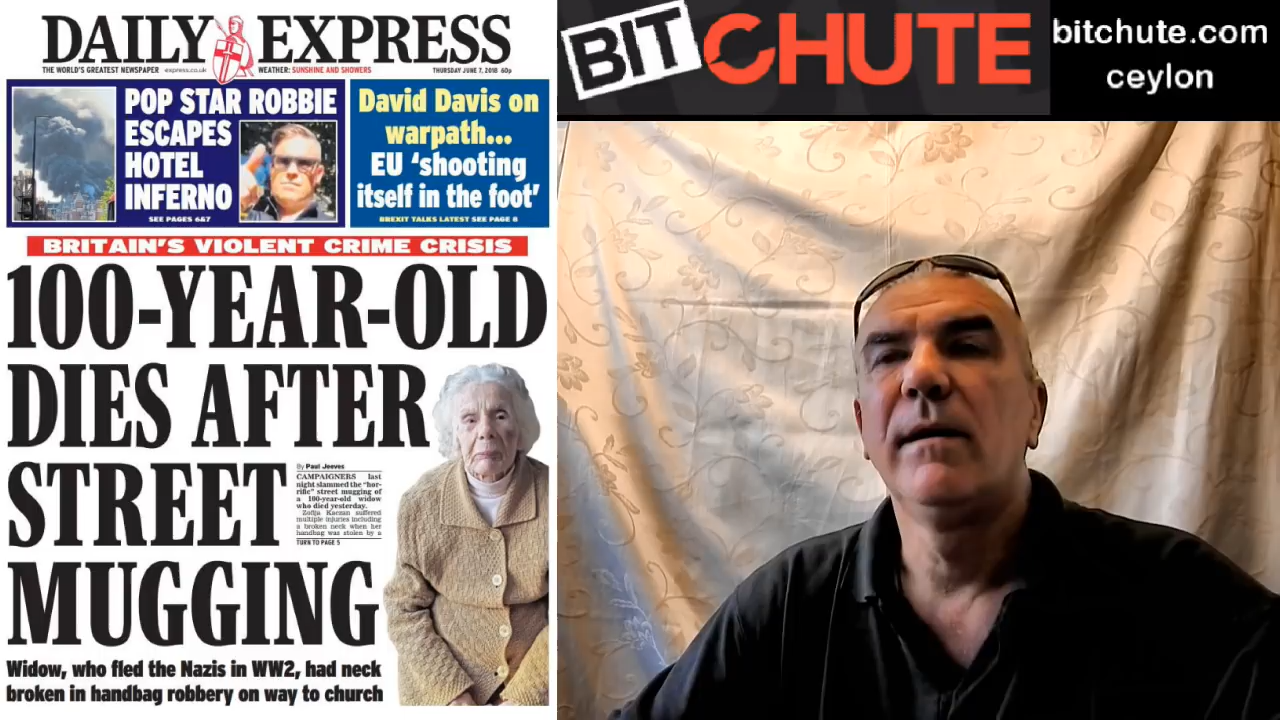 DAILY EXPRESS
THE WORLD'S GREATEST NEWSPAPER express.co.uk WEATHER: SUNSHINE AND SHOWERS THURSDAY JUNE 7, 2018 60p
POP STAR ROBBIE
ESCAPES
HOTEL
INFERNO
SEE PAGES 6&7
David Davis on
warpath...
EU ‘shooting
itself in the foot’
BREXIT TALKS LATEST SEE PAGE 8
BRITAIN'S VIOLENT CRIME CRISIS
100-YEAR-OLD
DIES AFTER
STREET
MUGGING
By Paul Jeeves
CAMPAIGNERS last
night slammed the “hor-
rific” street mugging of
a 100-year-old widow
who died yesterday.
Zofija Kaczan suffered
multiple injuries including
a broken neck when her
handbag was stolen by a
TURN TO PAGE 5
Widow, who fled the Nazis in WW2, had neck
broken in handbag robbery on way to church
BITCHUTE
bitchute.com
ceylon